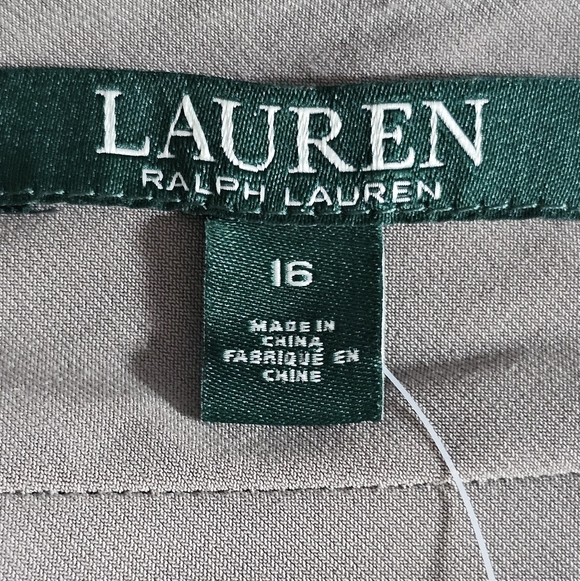 LAUREN
RALPH LAUREN
16
MADE IN
CHINA
FABRIQUÉ EN
CHINE